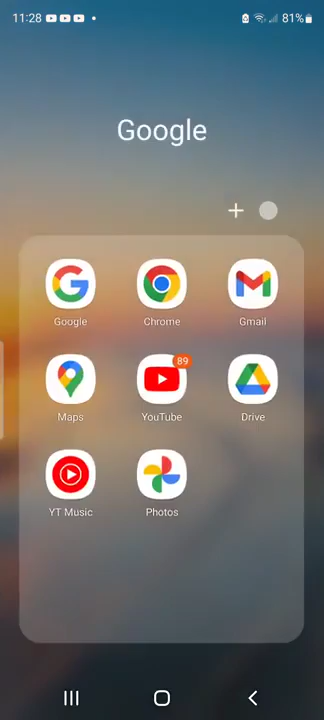 11:28
81%
Google
+
Google
Chrome
Gmail
89
Maps
YouTube
Drive
YT Music
Photos